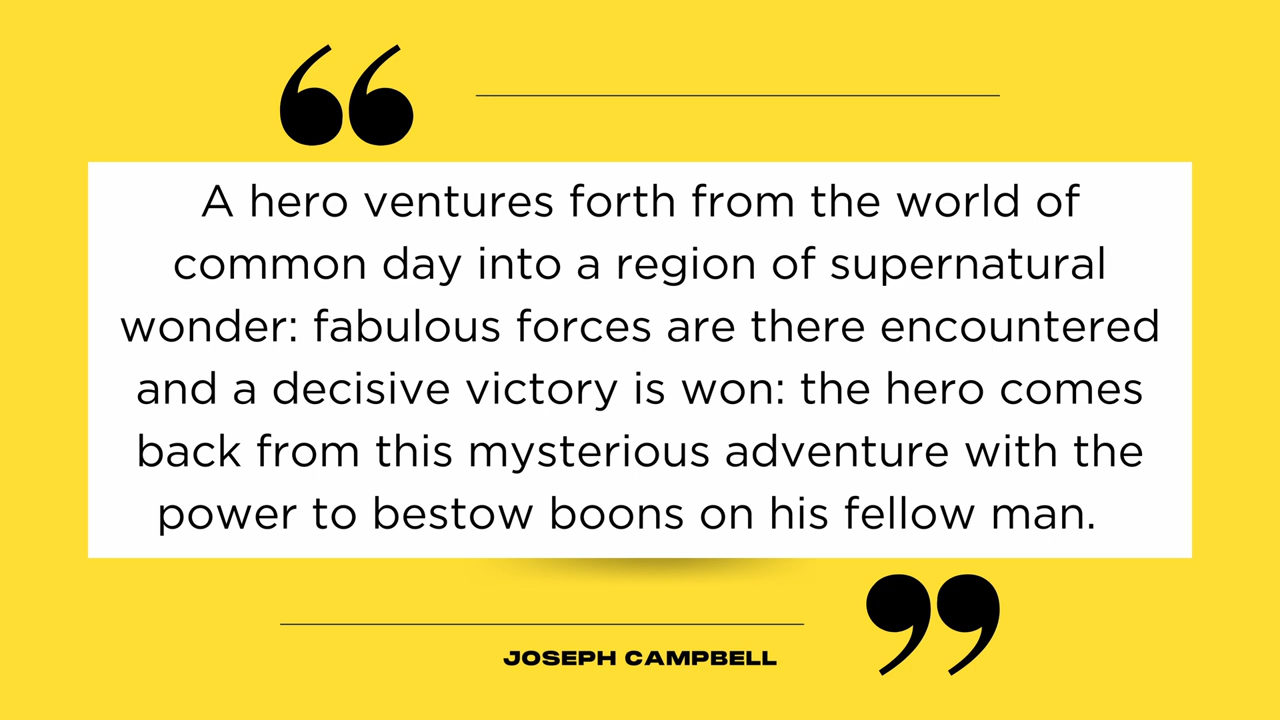 “
A hero ventures forth from the world of
common day into a region of supernatural
wonder: fabulous forces are there encountered
and a decisive victory is won: the hero comes
back from this mysterious adventure with the
power to bestow boons on his fellow man.
”
JOSEPH CAMPBELL